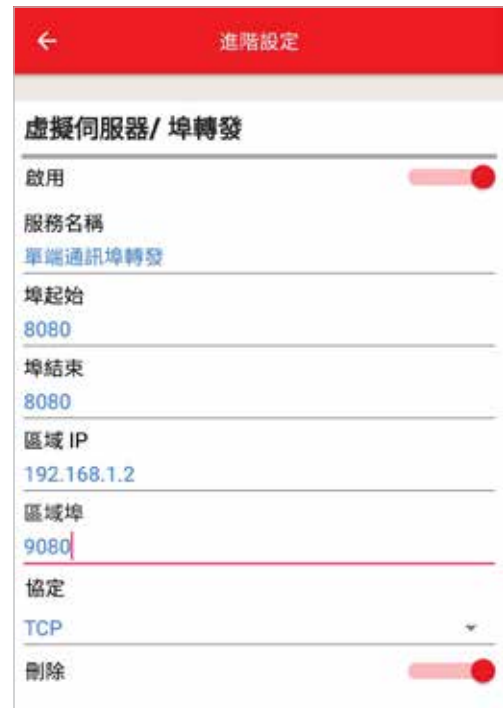 進階設定
虛擬伺服器/ 埠轉發
啟用
服務名稱
單端通訊埠轉發
埠起始
8080
埠結束
8080
區域 IP
192.168.1.2
區域埠
9080
協定
TCP
刪除